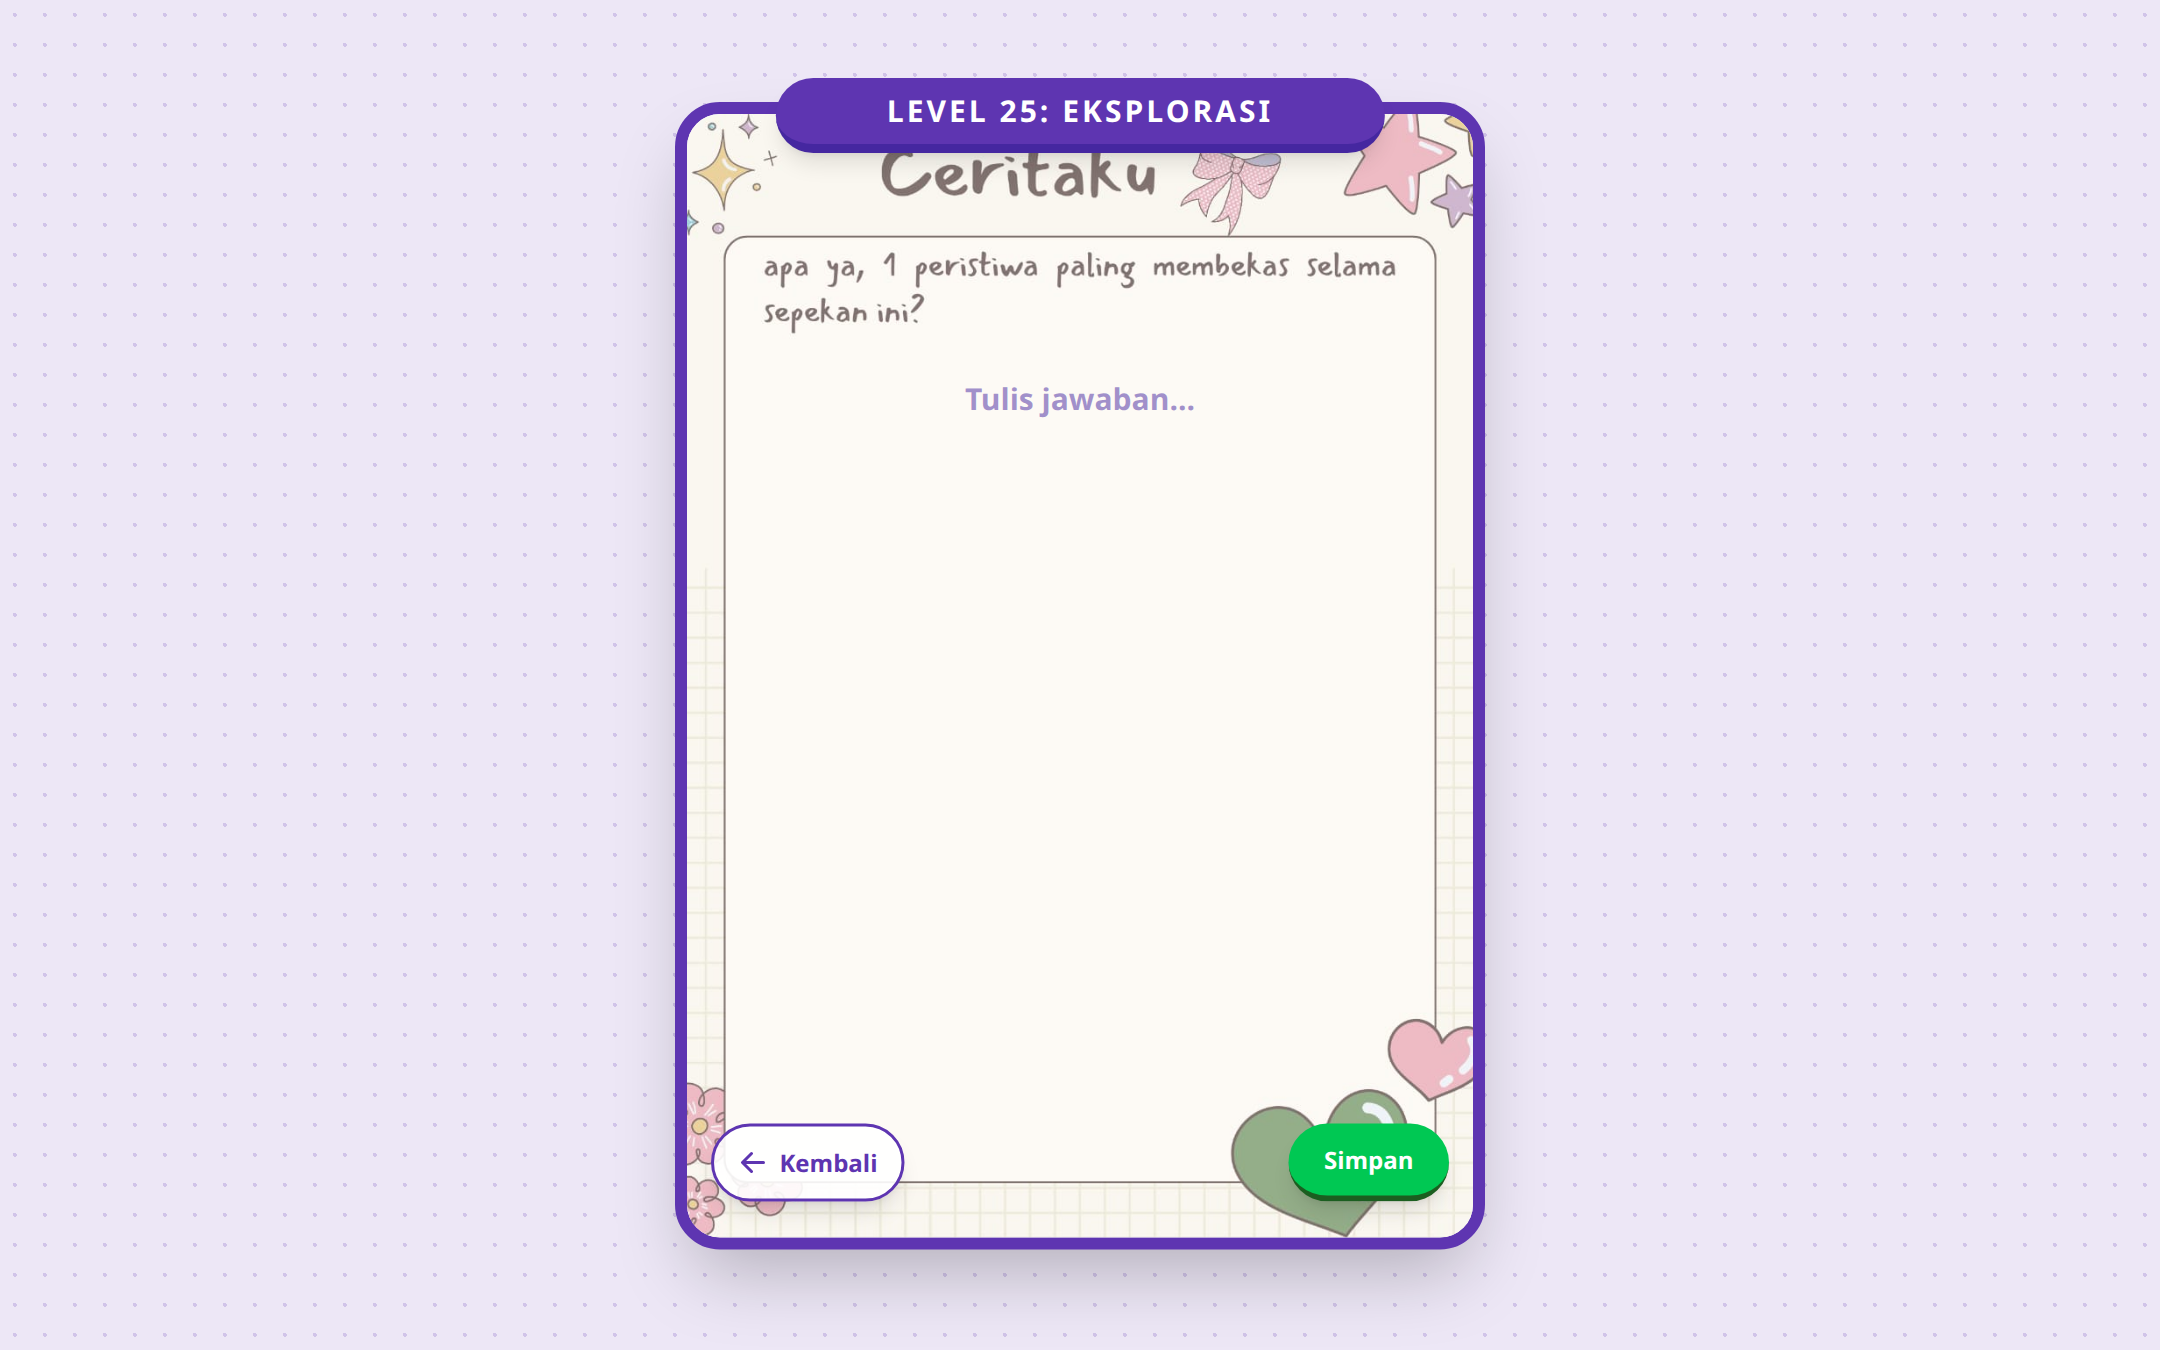 LEVEL 25: EKSPLORASI
Ceritaku
apa ya, 1 peristiwa paling membekas selama
sepekan ini?
Tulis jawaban...
Kembali
Simpan